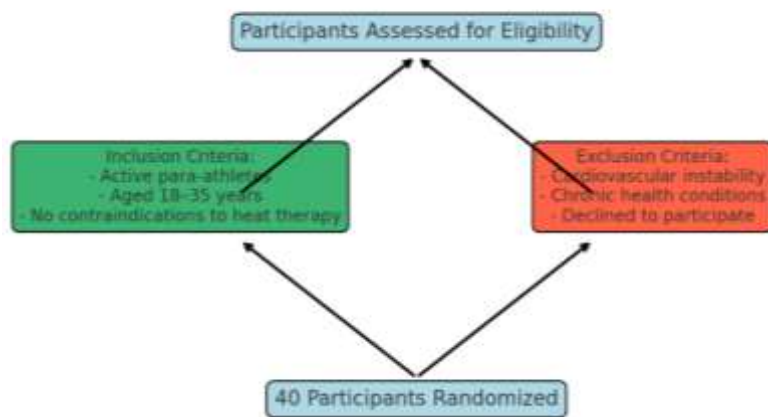 Participants Assessed for Eligibility
Inclusion Criteria:
- Active para-athletes
- Aged 18–35 years
- No contraindications to heat therapy
Exclusion Criteria:
- Cardiovascular instability
- Chronic health conditions
- Declined to participate
40 Participants Randomized